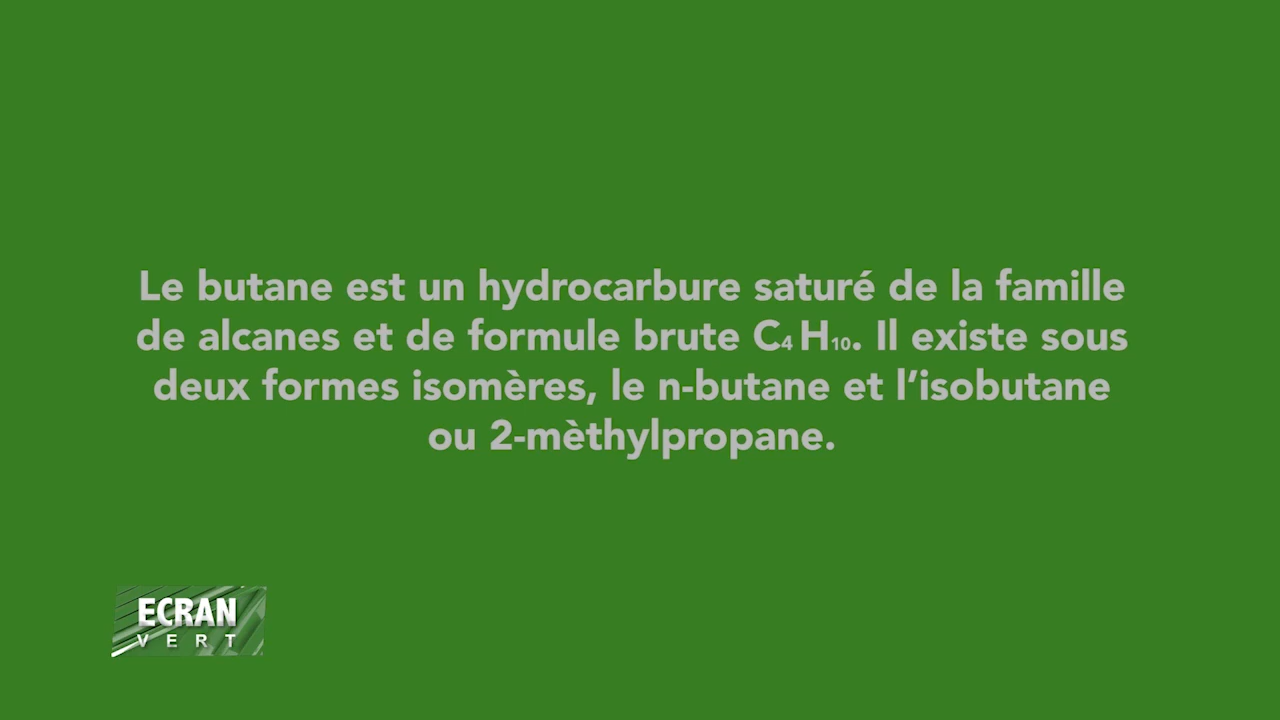 Le butane est un hydrocarbure saturé de la famille
de alcanes et de formule brute C₄ H₁₀. Il existe sous
deux formes isomères, le n-butane et l’isobutane
ou 2-mèthylpropane.
ECRAN
VERT